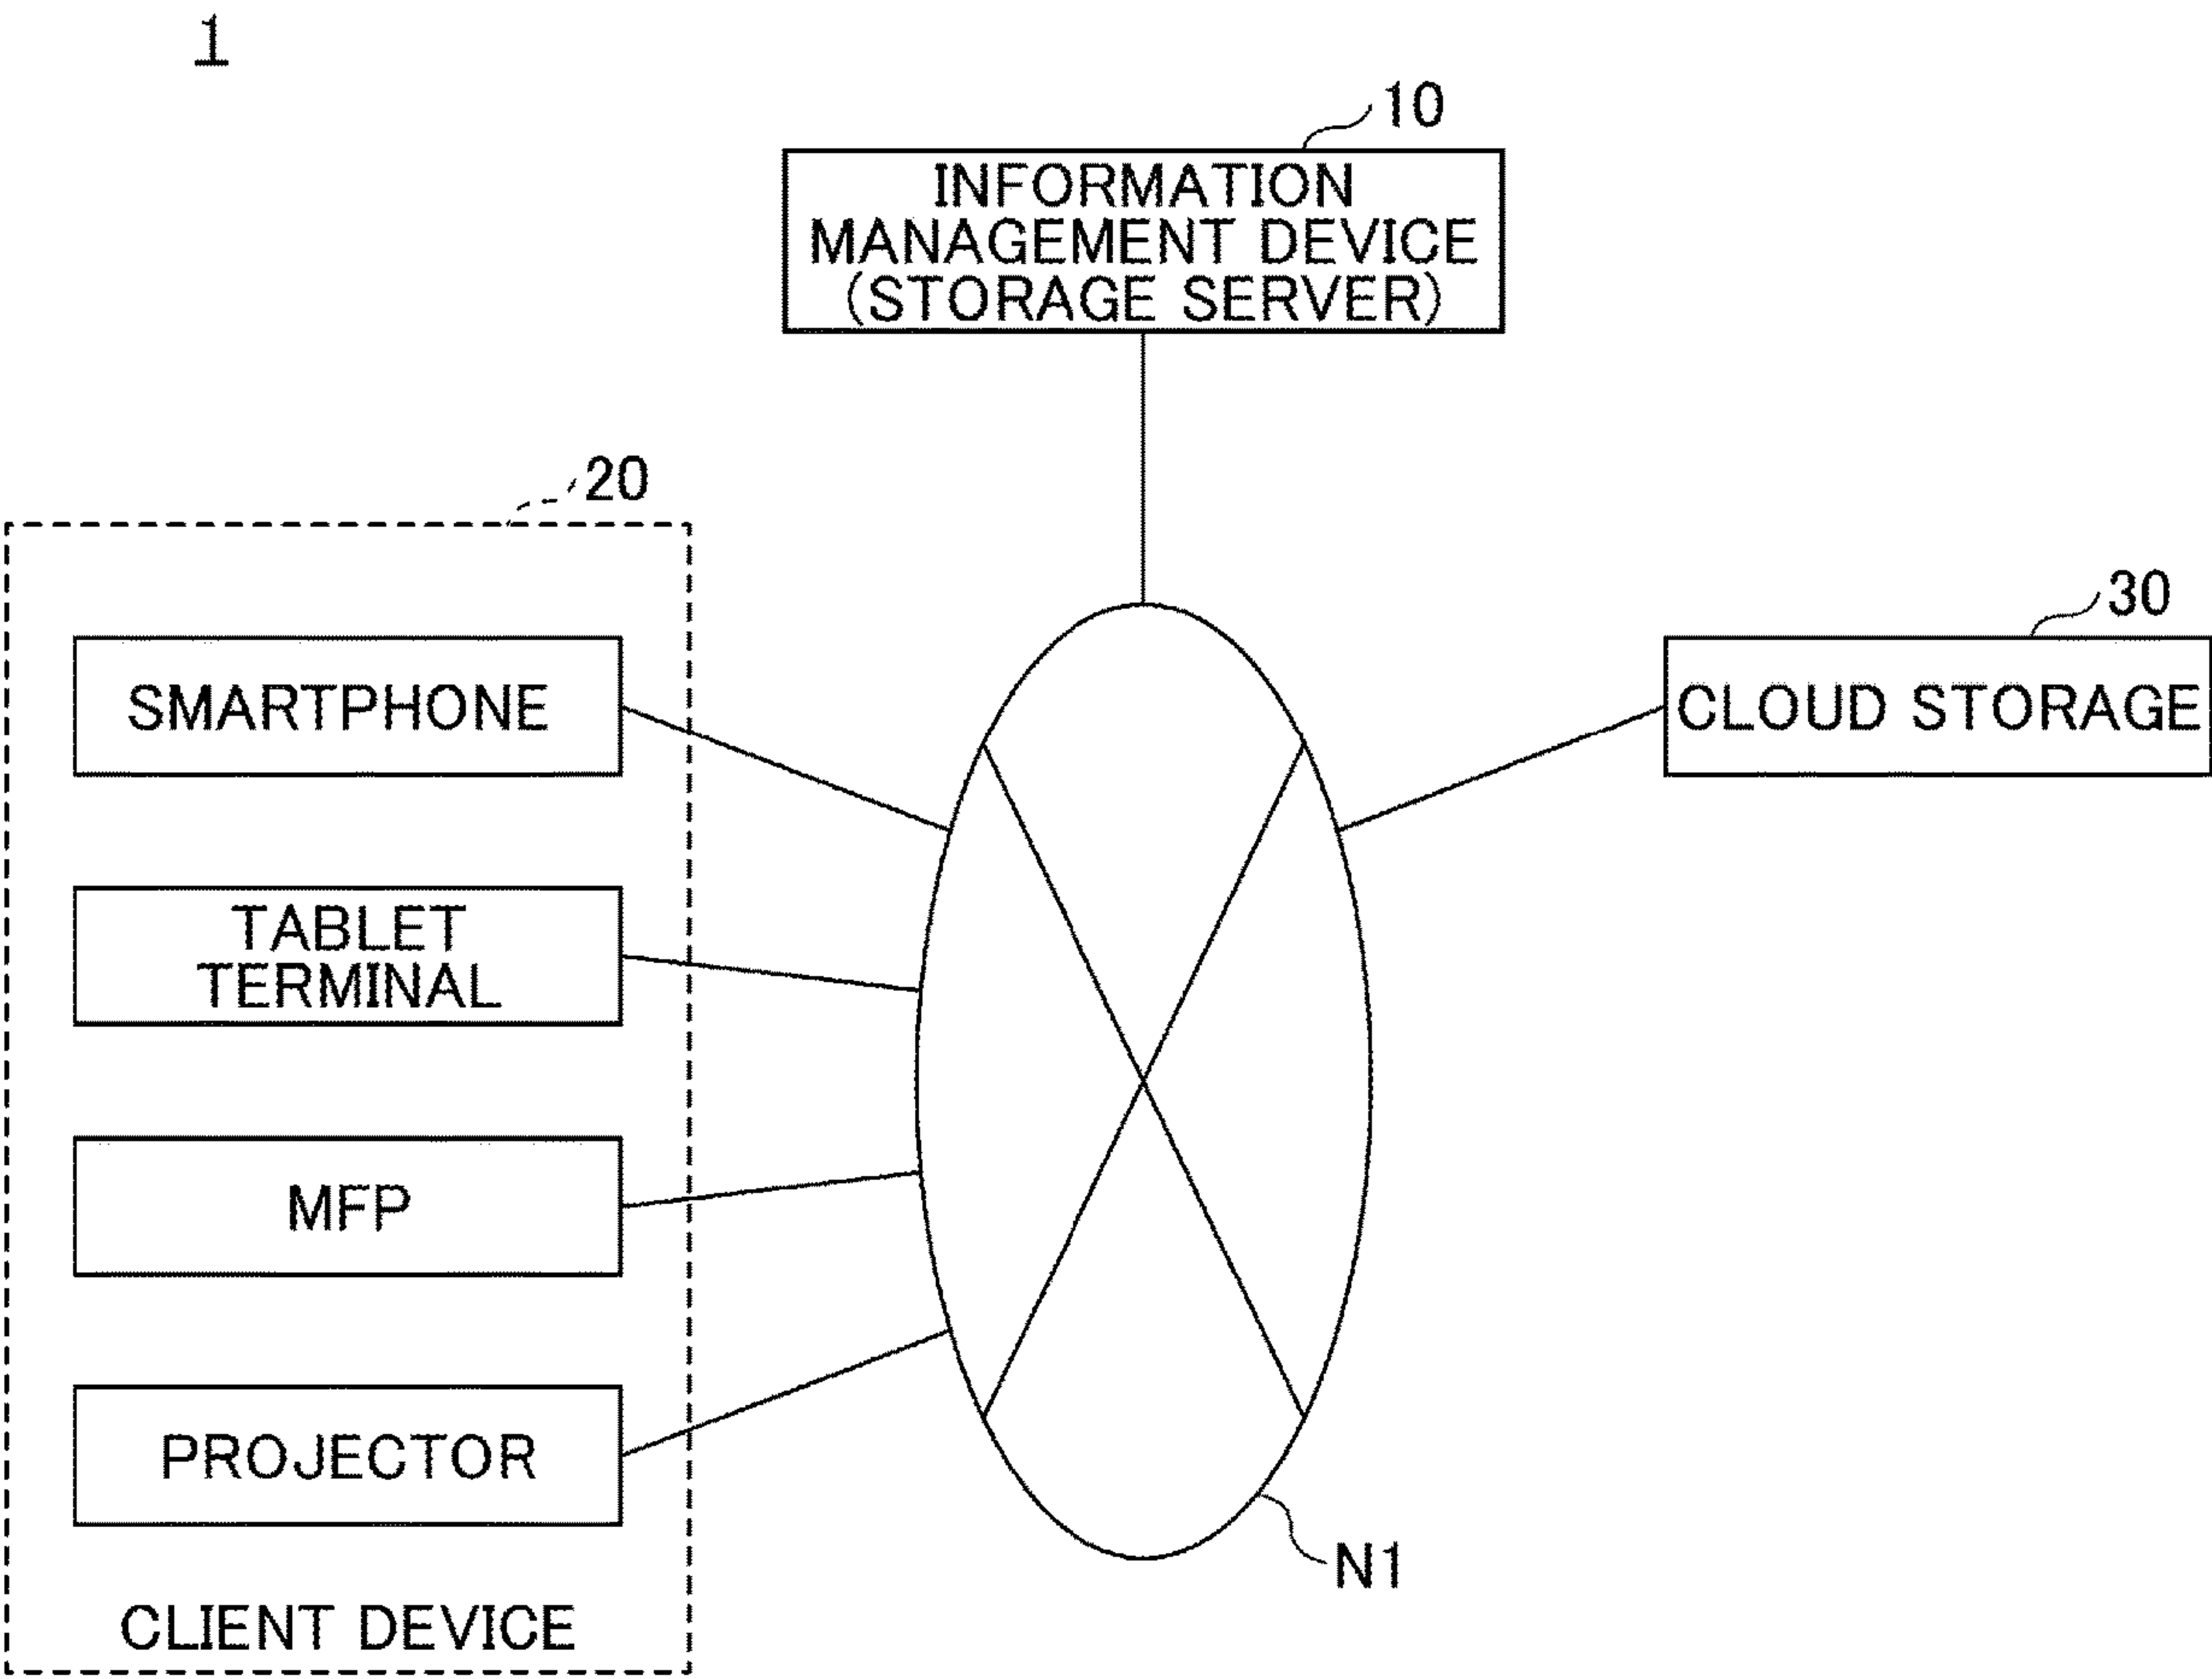 1
10
INFORMATION
MANAGEMENT DEVICE
(STORAGE SERVER)
20
30
SMARTPHONE
CLOUD STORAGE
TABLET
TERMINAL
MFP
PROJECTOR
N1
CLIENT DEVICE